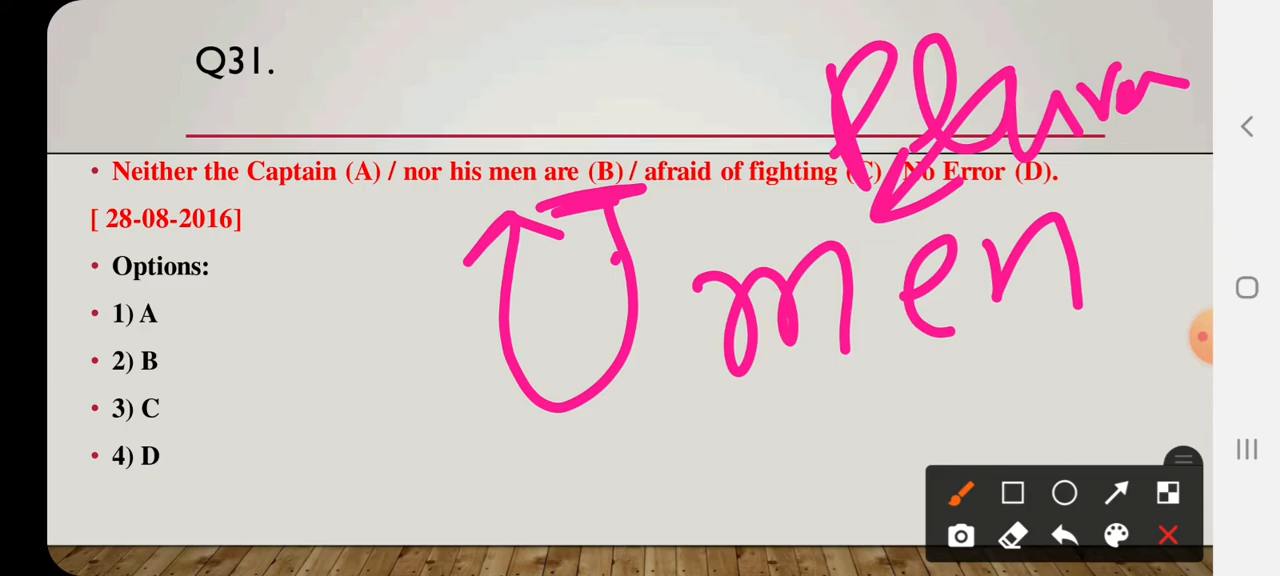 Q31.
• Neither the Captain (A) / nor his men are (B) / afraid of fighting (C) / No Error (D).
[ 28-08-2016]
• Options:
• 1) A
• 2) B
• 3) C
• 4) D
men